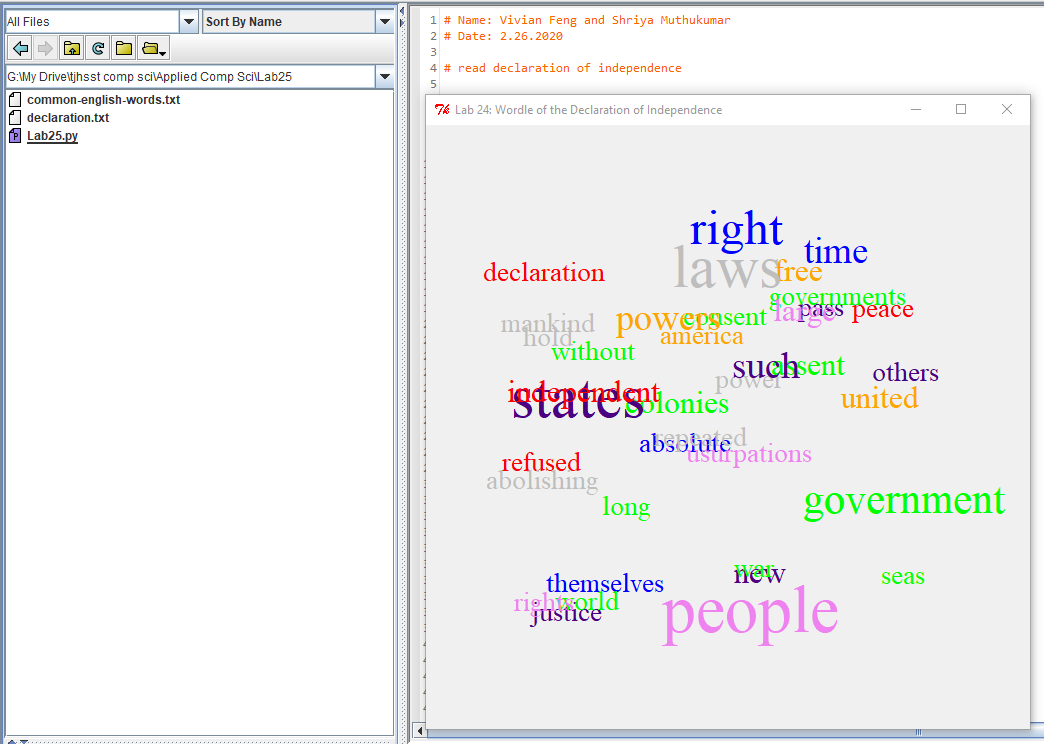 All Files
Sort By Name
G:\My Drive\tjhsst comp sci\Applied Comp Sci\Lab25
common-english-words.txt
declaration.txt
Lab25.py
1 # Name: Vivian Feng and Shriya Muthukumar
2 # Date: 2.26.2020
3
4 # read declaration of independence
5
Lab 24: Wordle of the Declaration of Independence
right
time
laws
free
declaration
governments
pass
large
peace
mankind
powers
consent
hold
america
without
such
assent
power
others
independent
states
colonies
united
absolute
repeated
usurpations
refused
abolishing
long
government
war
new
seas
themselves
rights
world
justice
people